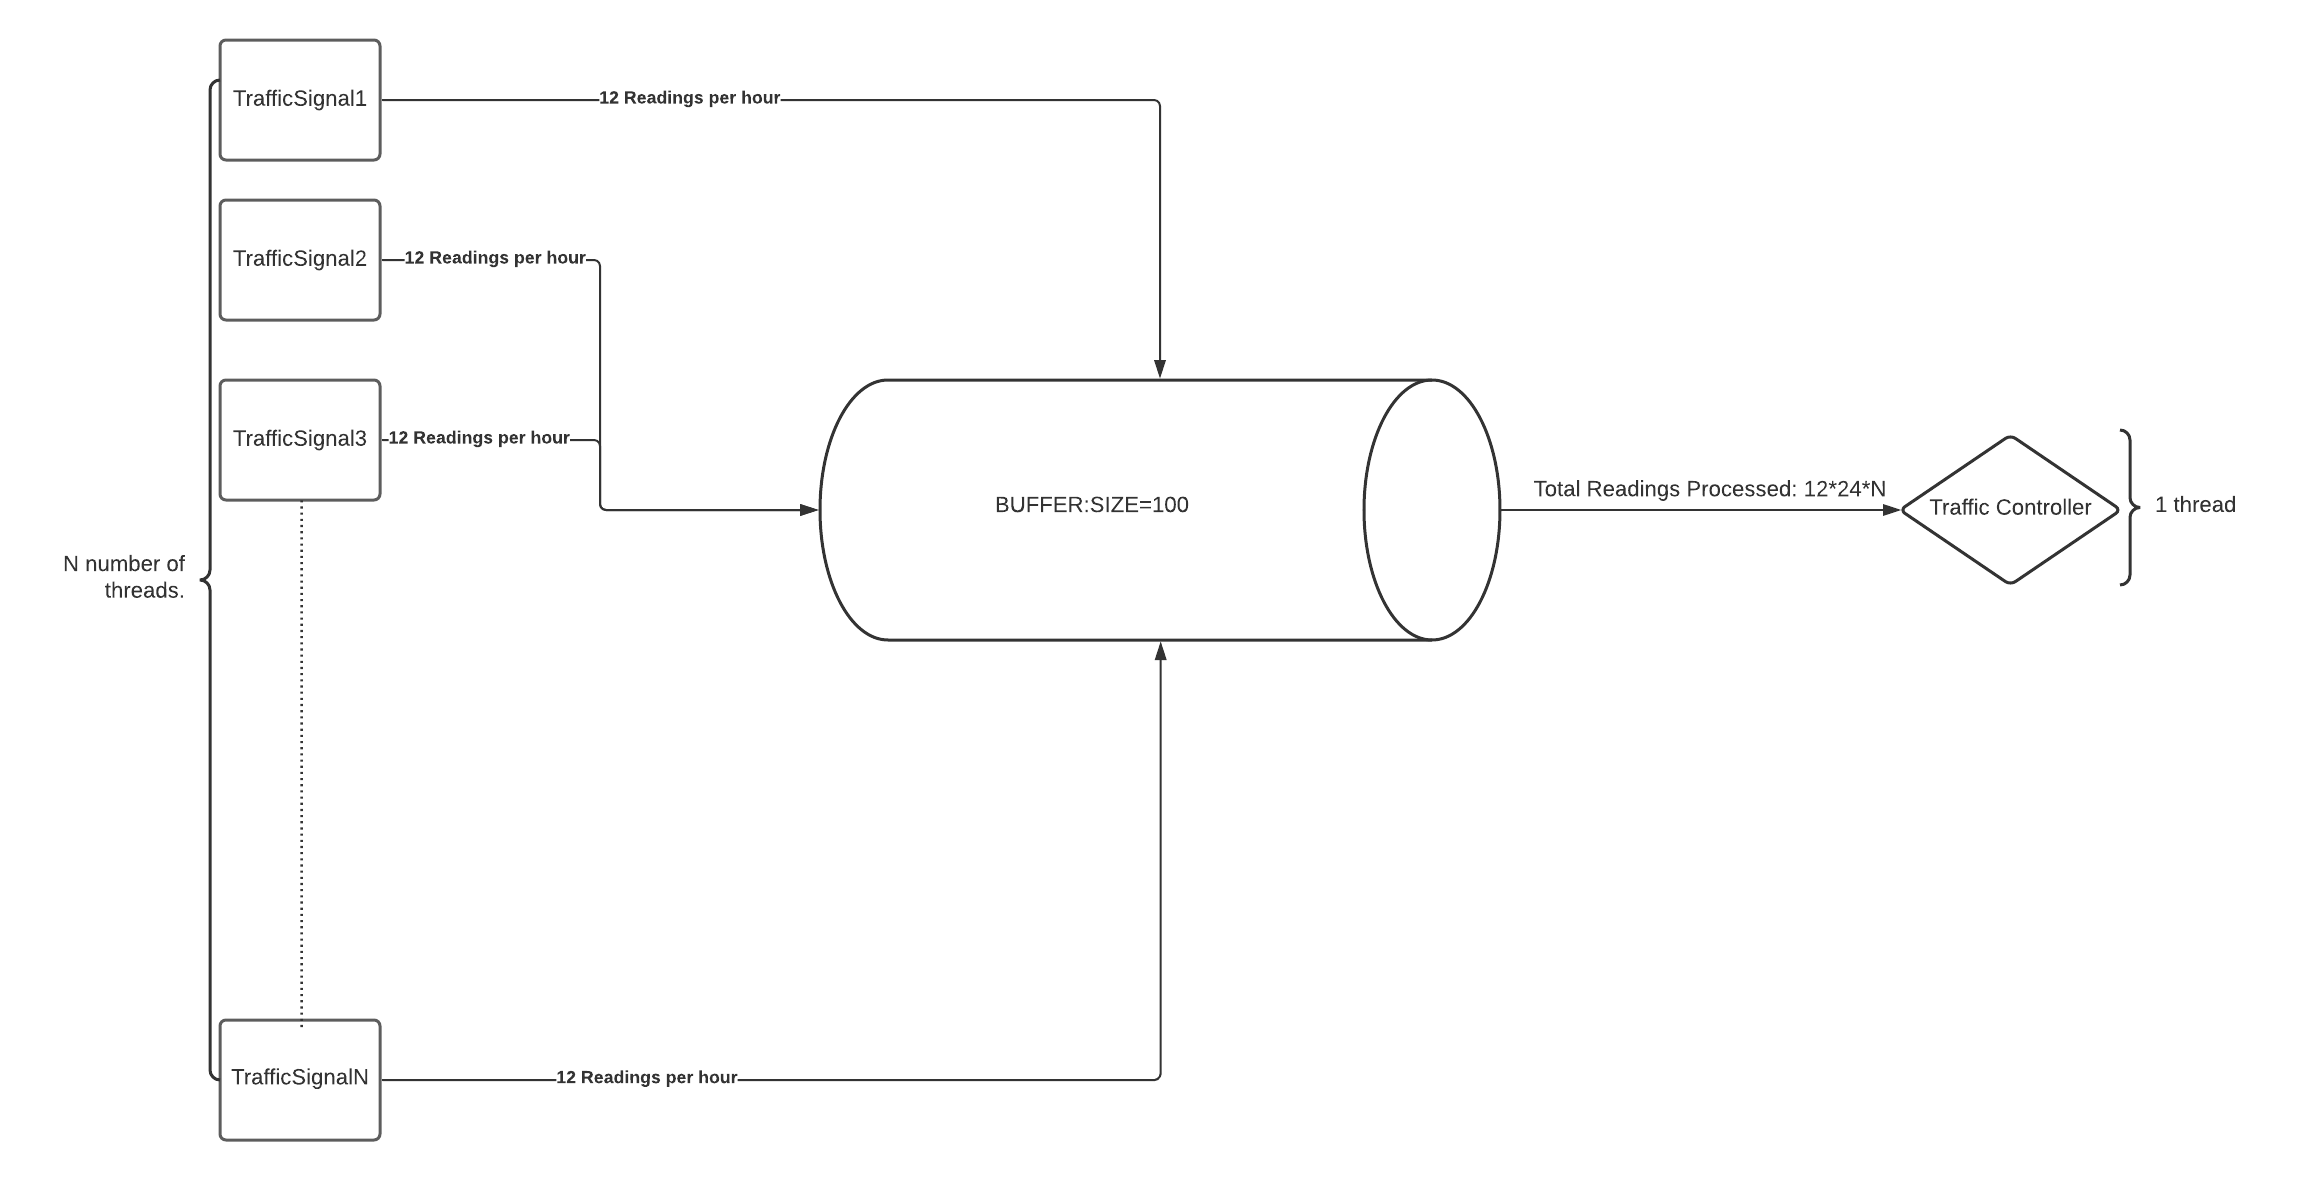 TrafficSignal1
12 Readings per hour
TrafficSignal2
12 Readings per hour
TrafficSignal3
12 Readings per hour
Total Readings Processed: 12*24*N
BUFFER:SIZE=100
Traffic Controller
1 thread
N number of
threads.
TrafficSignalN
12 Readings per hour